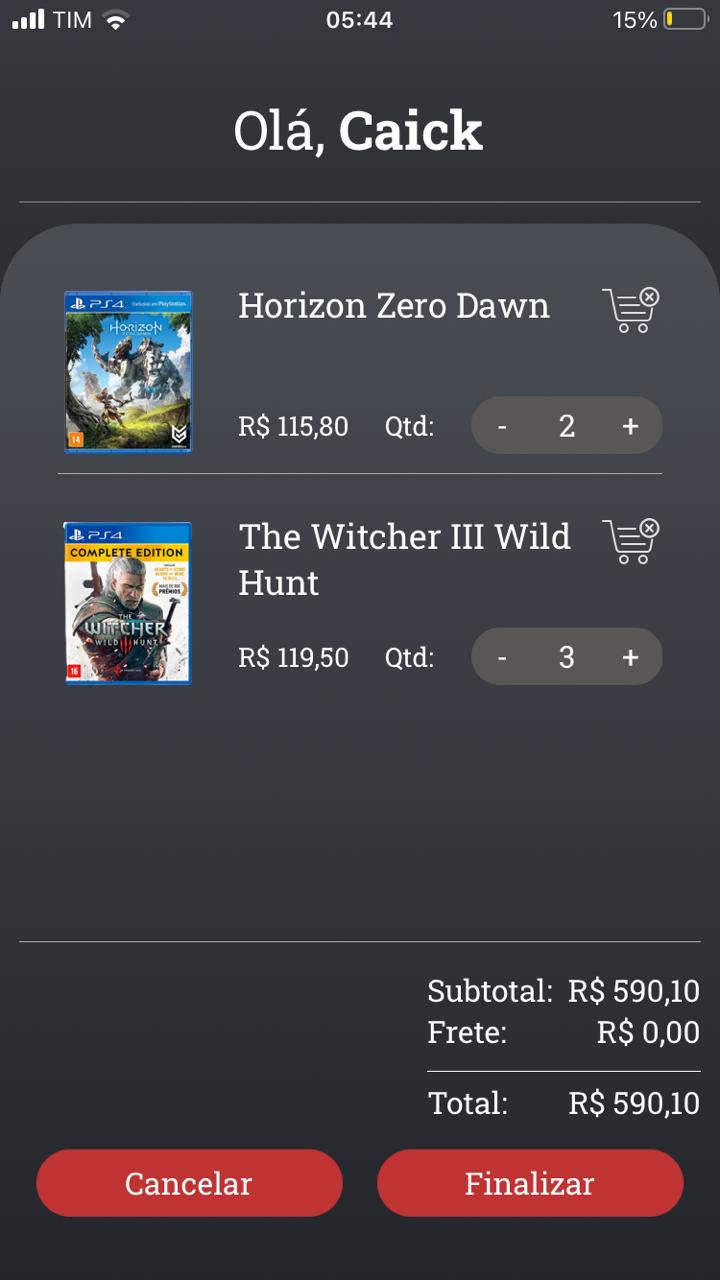 TIM 05:44 15%
Olá, Caick
PS4 Exclusivo em PlayStation
HORIZON
ZERO DAWN
14
Horizon Zero Dawn
R$ 115,80 Qtd: - 2 +
PS4
COMPLETE EDITION
MAIS DE 800
PRÊMIOS
THE
WITCHER
WILD HUNT
16
The Witcher III Wild
Hunt
R$ 119,50 Qtd: - 3 +
Subtotal: R$ 590,10
Frete: R$ 0,00
Total: R$ 590,10
Cancelar Finalizar